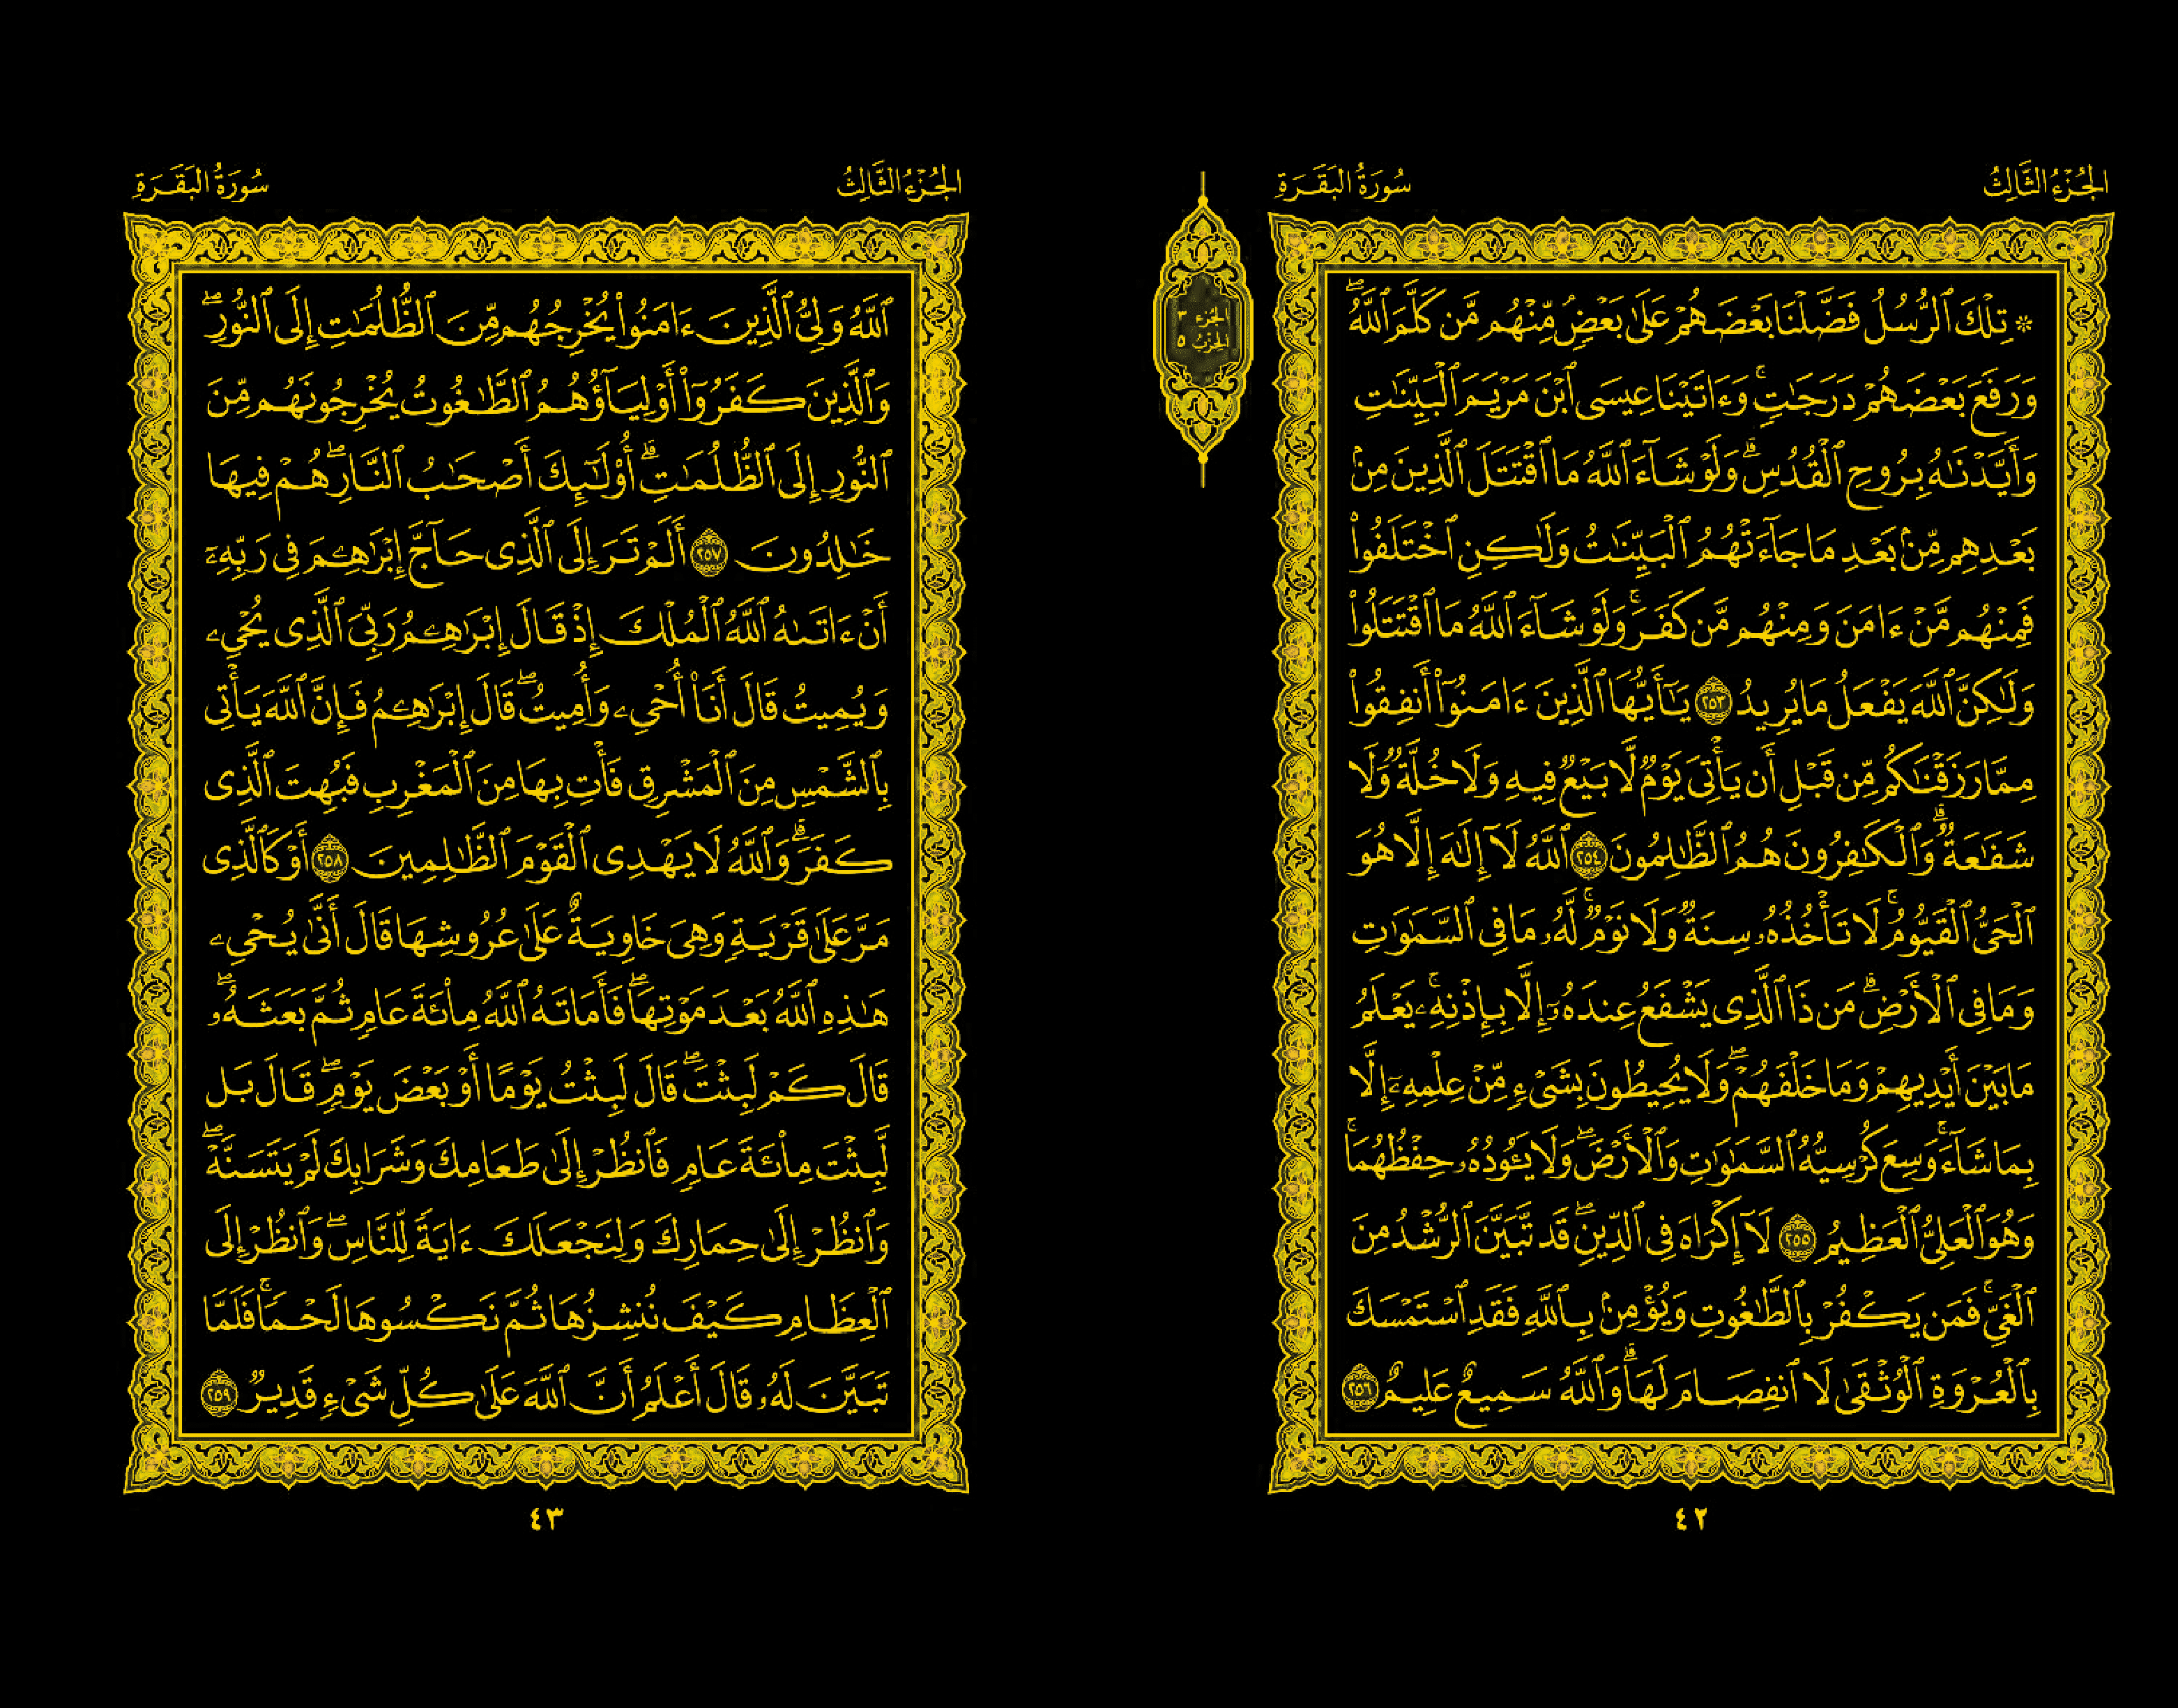 الجُزْءُ الثَّالِثُ
سُورَةُ البَقَرَةِ
الجزء ٣
الحزب ٥
۞ تِلْكَ ٱلرُّسُلُ فَضَّلْنَا بَعْضَهُمْ عَلَىٰ بَعْضٍۘ مِّنْهُم مَّن كَلَّمَ ٱللَّهُۖ
وَرَفَعَ بَعْضَهُمْ دَرَجَٰتٍۚ وَءَاتَيْنَا عِيسَى ٱبْنَ مَرْيَمَ ٱلْبَيِّنَٰتِ
وَأَيَّدْنَٰهُ بِرُوحِ ٱلْقُدُسِۗ وَلَوْ شَآءَ ٱللَّهُ مَا ٱقْتَتَلَ ٱلَّذِينَ مِنۢ
بَعْدِهِم مِّنۢ بَعْدِ مَا جَآءَتْهُمُ ٱلْبَيِّنَٰتُ وَلَٰكِنِ ٱخْتَلَفُوا۟
فَمِنْهُم مَّنْ ءَامَنَ وَمِنْهُم مَّن كَفَرَۚ وَلَوْ شَآءَ ٱللَّهُ مَا ٱقْتَتَلُوا۟
وَلَٰكِنَّ ٱللَّهَ يَفْعَلُ مَا يُرِيدُ ٢٥٣ يَٰٓأَيُّهَا ٱلَّذِينَ ءَامَنُوٓا۟ أَنفِقُوا۟
مِمَّا رَزَقْنَٰكُم مِّن قَبْلِ أَن يَأْتِىَ يَوْمٌ لَّا بَيْعٌ فِيهِ وَلَا خُلَّةٌ وَلَا
شَفَٰعَةٌۗ وَٱلْكَٰفِرُونَ هُمُ ٱلظَّٰلِمُونَ ٢٥٤ ٱللَّهُ لَآ إِلَٰهَ إِلَّا هُوَ
ٱلْحَىُّ ٱلْقَيُّومُۚ لَا تَأْخُذُهُۥ سِنَةٌ وَلَا نَوْمٌۚ لَّهُۥ مَا فِى ٱلسَّمَٰوَٰتِ
وَمَا فِى ٱلْأَرْضِۗ مَن ذَا ٱلَّذِى يَشْفَعُ عِندَهُۥٓ إِلَّا بِإِذْنِهِۦۚ يَعْلَمُ
مَا بَيْنَ أَيْدِيهِمْ وَمَا خَلْفَهُمْۖ وَلَا يُحِيطُونَ بِشَىْءٍ مِّنْ عِلْمِهِۦٓ إِلَّا
بِمَا شَآءَۚ وَسِعَ كُرْسِيُّهُ ٱلسَّمَٰوَٰتِ وَٱلْأَرْضَۖ وَلَا يَـُٔودُهُۥ حِفْظُهُمَاۚ
وَهُوَ ٱلْعَلِىُّ ٱلْعَظِيمُ ٢٥٥ لَآ إِكْرَاهَ فِى ٱلدِّينِۖ قَد تَّبَيَّنَ ٱلرُّشْدُ مِنَ
ٱلْغَىِّۚ فَمَن يَكْفُرْ بِٱلطَّٰغُوتِ وَيُؤْمِنۢ بِٱللَّهِ فَقَدِ ٱسْتَمْسَكَ
بِٱلْعُرْوَةِ ٱلْوُثْقَىٰ لَا ٱنفِصَامَ لَهَاۗ وَٱللَّهُ سَمِيعٌ عَلِيمٌ ٢٥٦
٤٢
الجُزْءُ الثَّالِثُ
سُورَةُ البَقَرَةِ
ٱللَّهُ وَلِىُّ ٱلَّذِينَ ءَامَنُوا۟ يُخْرِجُهُم مِّنَ ٱلظُّلُمَٰتِ إِلَى ٱلنُّورِۖ
وَٱلَّذِينَ كَفَرُوٓا۟ أَوْلِيَآؤُهُمُ ٱلطَّٰغُوتُ يُخْرِجُونَهُم مِّنَ
ٱلنُّورِ إِلَى ٱلظُّلُمَٰتِۗ أُو۟لَٰٓئِكَ أَصْحَٰبُ ٱلنَّارِۖ هُمْ فِيهَا
خَٰلِدُونَ ٢٥٧ أَلَمْ تَرَ إِلَى ٱلَّذِى حَآجَّ إِبْرَٰهِۦمَ فِى رَبِّهِۦٓ
أَنْ ءَاتَىٰهُ ٱللَّهُ ٱلْمُلْكَ إِذْ قَالَ إِبْرَٰهِۦمُ رَبِّىَ ٱلَّذِى يُحْىِۦ
وَيُمِيتُ قَالَ أَنَا۠ أُحْىِۦ وَأُمِيتُۖ قَالَ إِبْرَٰهِۦمُ فَإِنَّ ٱللَّهَ يَأْتِى
بِٱلشَّمْسِ مِنَ ٱلْمَشْرِقِ فَأْتِ بِهَا مِنَ ٱلْمَغْرِبِ فَبُهِتَ ٱلَّذِى
كَفَرَۗ وَٱللَّهُ لَا يَهْدِى ٱلْقَوْمَ ٱلظَّٰلِمِينَ ٢٥٨ أَوْ كَٱلَّذِى
مَرَّ عَلَىٰ قَرْيَةٍ وَهِىَ خَاوِيَةٌ عَلَىٰ عُرُوشِهَا قَالَ أَنَّىٰ يُحْىِۦ
هَٰذِهِ ٱللَّهُ بَعْدَ مَوْتِهَاۖ فَأَمَاتَهُ ٱللَّهُ مِا۟ئَةَ عَامٍ ثُمَّ بَعَثَهُۥۖ
قَالَ كَمْ لَبِثْتَۖ قَالَ لَبِثْتُ يَوْمًا أَوْ بَعْضَ يَوْمٍۖ قَالَ بَل
لَّبِثْتَ مِا۟ئَةَ عَامٍ فَٱنظُرْ إِلَىٰ طَعَامِكَ وَشَرَابِكَ لَمْ يَتَسَنَّهْۖ
وَٱنظُرْ إِلَىٰ حِمَارِكَ وَلِنَجْعَلَكَ ءَايَةً لِّلنَّاسِۖ وَٱنظُرْ إِلَى
ٱلْعِظَامِ كَيْفَ نُنشِزُهَا ثُمَّ نَكْسُوهَا لَحْمًاۚ فَلَمَّا
تَبَيَّنَ لَهُۥ قَالَ أَعْلَمُ أَنَّ ٱللَّهَ عَلَىٰ كُلِّ شَىْءٍ قَدِيرٌ ٢٥٩
٤٣